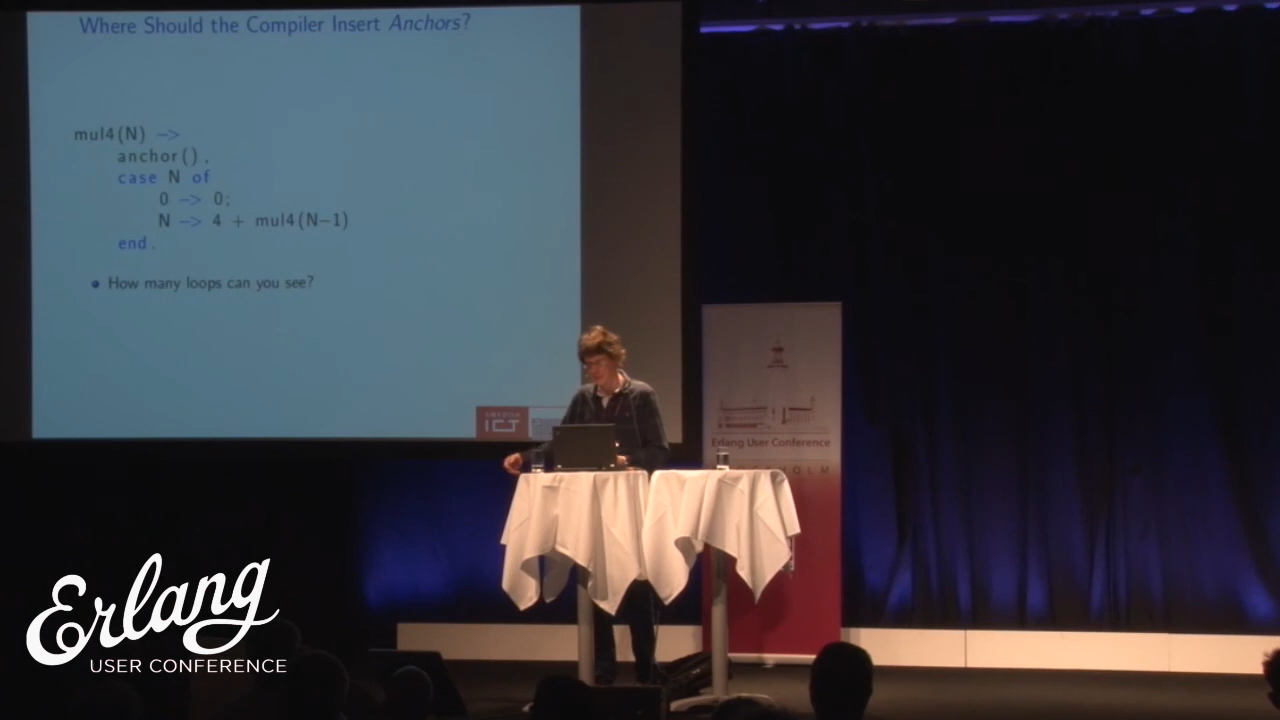 Where Should the Compiler Insert Anchors?
mul4(N) ->
anchor(),
case N of
0 -> 0;
N -> 4 + mul4(N-1)
end.
How many loops can you see?
SWEDISH
ICT
Erlang User Conference
Erlang
USER CONFERENCE